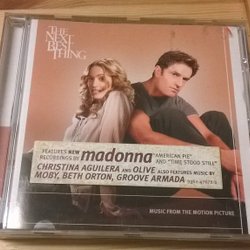 THE
NEXT
BEST
THING
FEATURES NEW
RECORDINGS BY madonna "AMERICAN PIE"
AND "TIME STOOD STILL"
CHRISTINA AGUILERA AND OLIVE ALSO FEATURES MUSIC BY
MOBY, BETH ORTON, GROOVE ARMADA
MUSIC FROM THE MOTION PICTURE